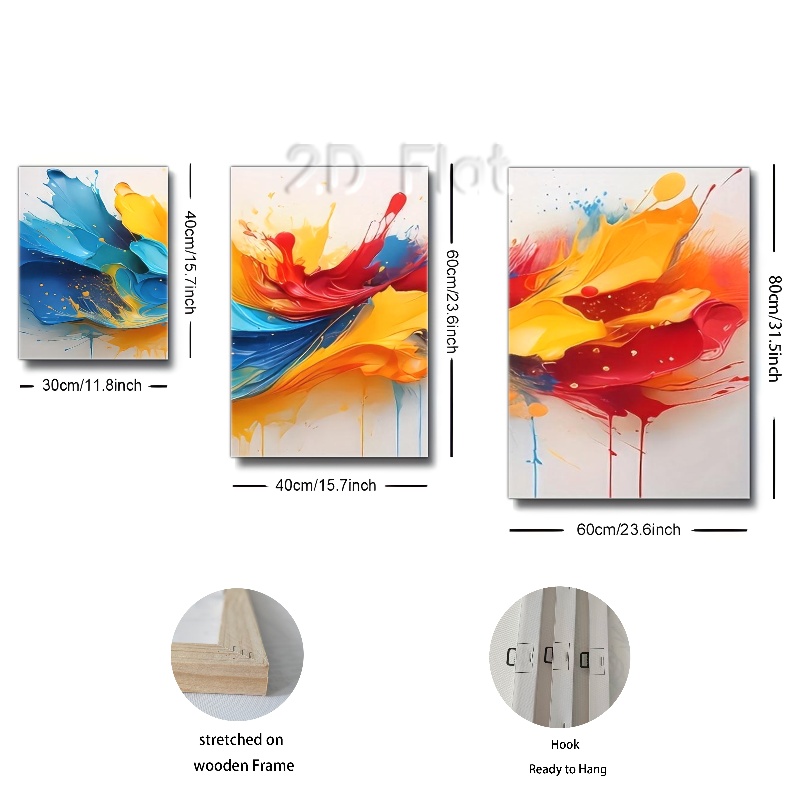 2D Flat
40cm/15.7inch
30cm/11.8inch
60cm/23.6inch
40cm/15.7inch
80cm/31.5inch
60cm/23.6inch
stretched on
wooden Frame
Hook
Ready to Hang